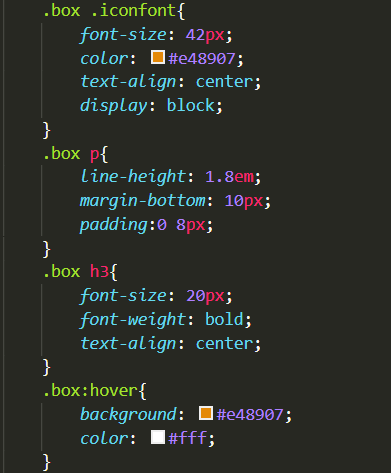 .box .iconfont{
font-size: 42px;
color: #e48907;
text-align: center;
display: block;
}
.box p{
line-height: 1.8em;
margin-bottom: 10px;
padding:0 8px;
}
.box h3{
font-size: 20px;
font-weight: bold;
text-align: center;
}
.box:hover{
background: #e48907;
color: #fff;
}